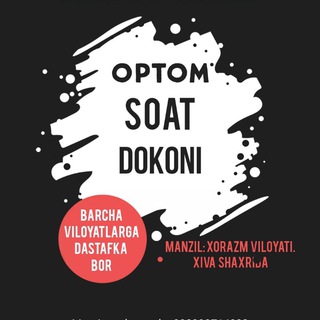 OPTOM
SOAT
DOKONI
BARCHA
VILOYATLARGA
DASTAFKA
BOR
MANZIL: XORAZM VILOYATI.
XIVA SHAXRIDA